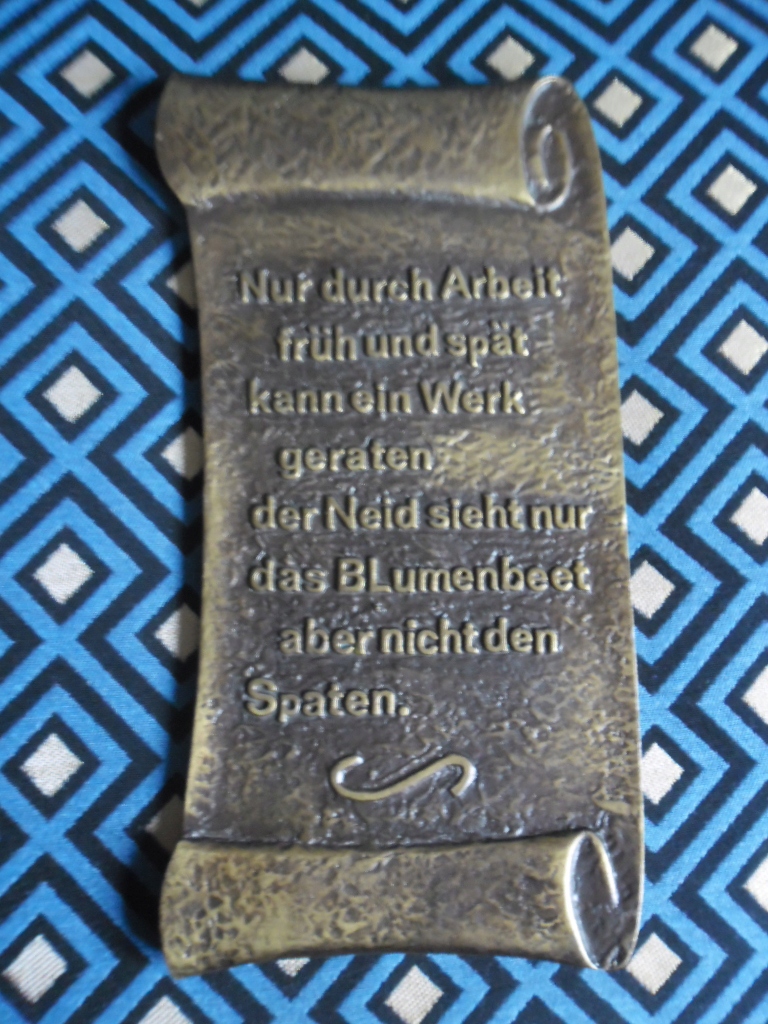 Nur durch Arbeit
früh und spät
kann ein Werk
geraten
der Neid sieht nur
das BLumenbeet
aber nicht den
Spaten.